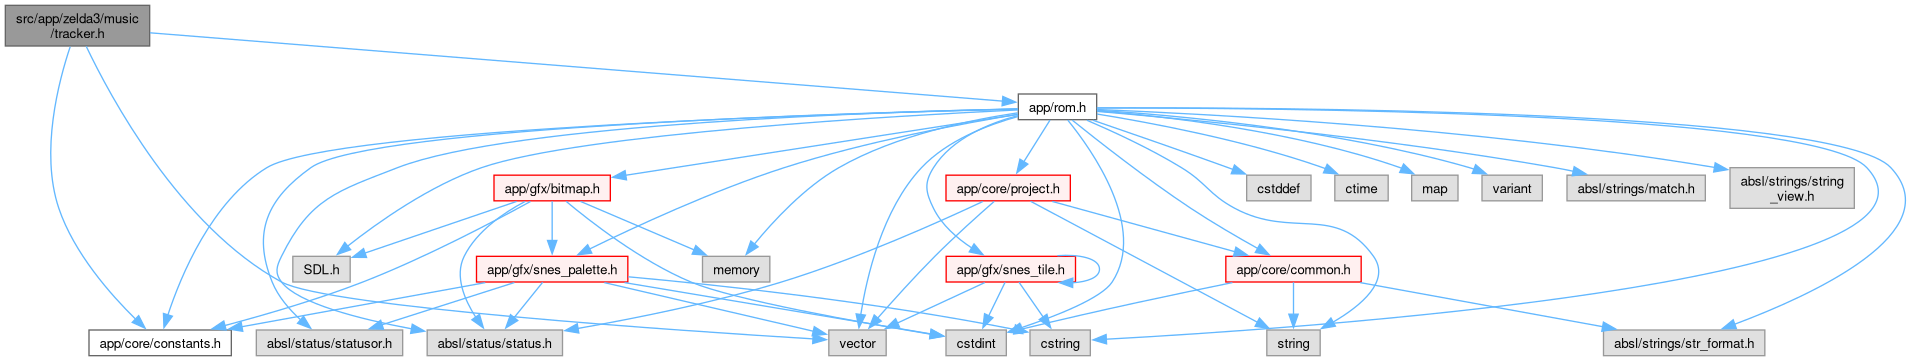 src/app/zelda3/music
/tracker.h
app/rom.h
app/gfx/bitmap.h
app/core/project.h
cstddef
ctime
map
variant
absl/strings/match.h
absl/strings/string
_view.h
SDL.h
app/gfx/snes_palette.h
memory
app/gfx/snes_tile.h
app/core/common.h
app/core/constants.h
absl/status/statusor.h
absl/status/status.h
vector
cstdint
cstring
string
absl/strings/str_format.h